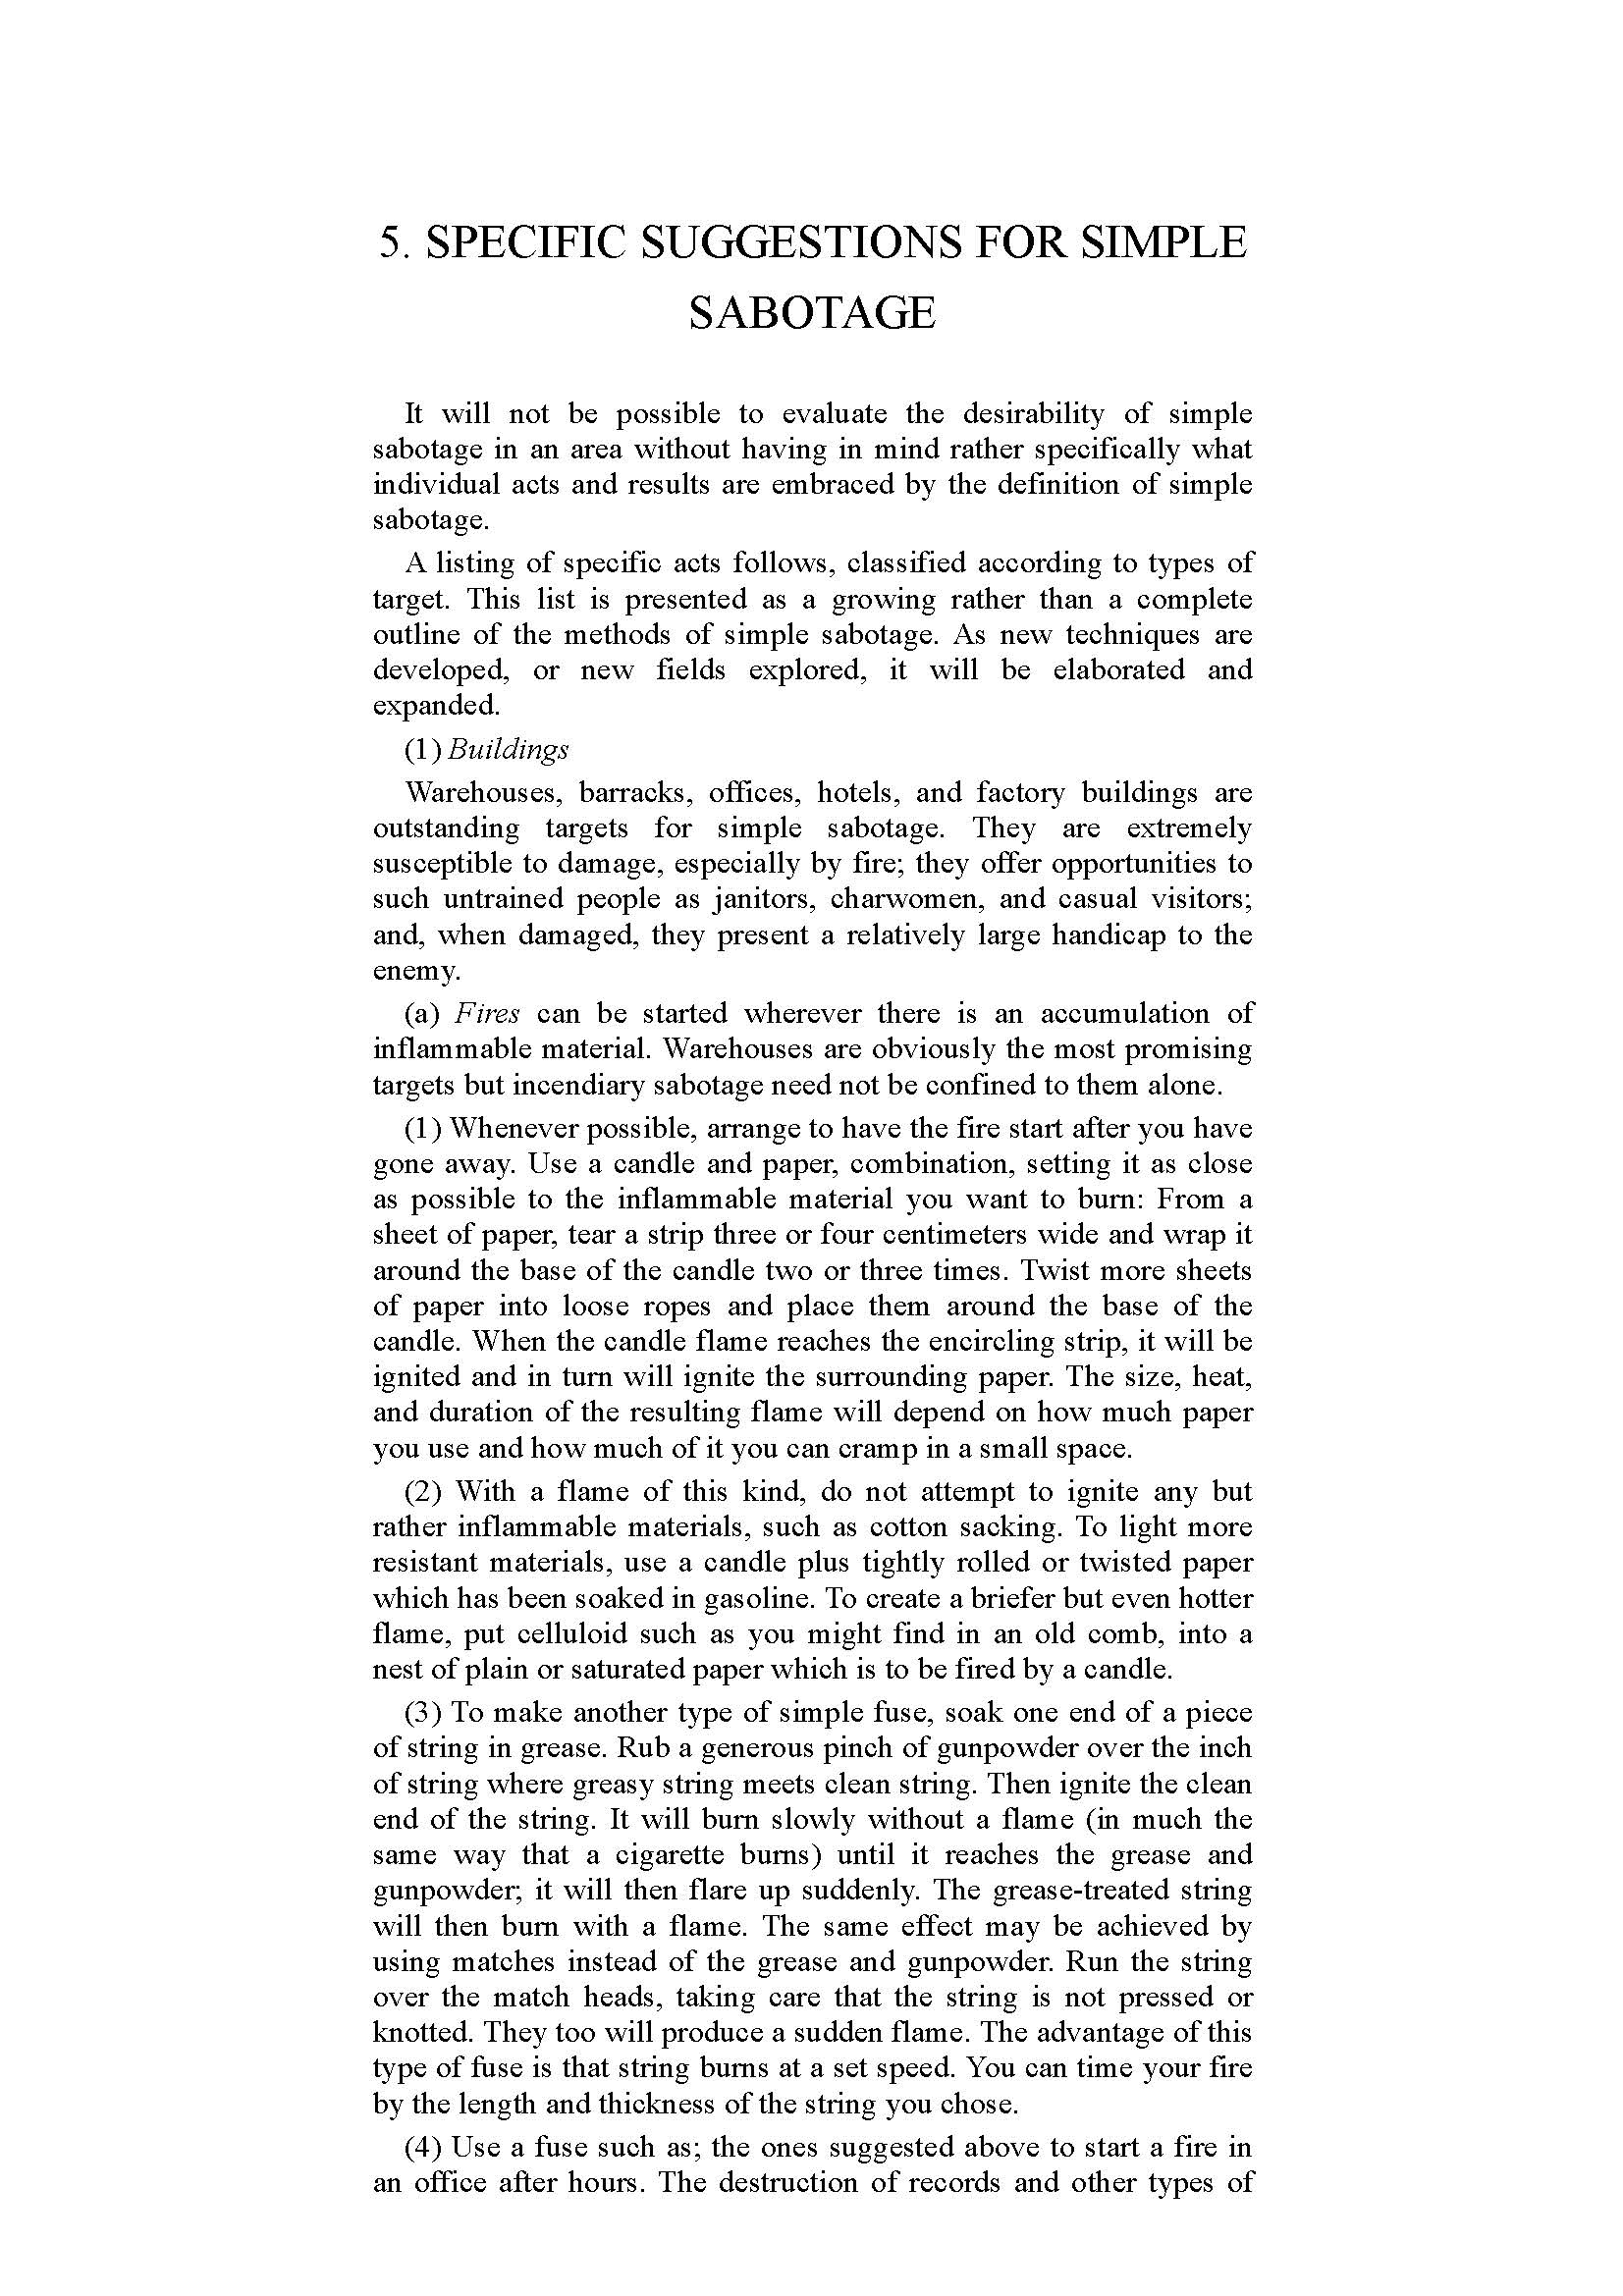 5. SPECIFIC SUGGESTIONS FOR SIMPLE
SABOTAGE
It will not be possible to evaluate the desirability of simple
sabotage in an area without having in mind rather specifically what
individual acts and results are embraced by the definition of simple
sabotage.
A listing of specific acts follows, classified according to types of
target. This list is presented as a growing rather than a complete
outline of the methods of simple sabotage. As new techniques are
developed, or new fields explored, it will be elaborated and
expanded.
(1) Buildings
Warehouses, barracks, offices, hotels, and factory buildings are
outstanding targets for simple sabotage. They are extremely
susceptible to damage, especially by fire; they offer opportunities to
such untrained people as janitors, charwomen, and casual visitors;
and, when damaged, they present a relatively large handicap to the
enemy.
(a) Fires can be started wherever there is an accumulation of
inflammable material. Warehouses are obviously the most promising
targets but incendiary sabotage need not be confined to them alone.
(1) Whenever possible, arrange to have the fire start after you have
gone away. Use a candle and paper, combination, setting it as close
as possible to the inflammable material you want to burn: From a
sheet of paper, tear a strip three or four centimeters wide and wrap it
around the base of the candle two or three times. Twist more sheets
of paper into loose ropes and place them around the base of the
candle. When the candle flame reaches the encircling strip, it will be
ignited and in turn will ignite the surrounding paper. The size, heat,
and duration of the resulting flame will depend on how much paper
you use and how much of it you can cramp in a small space.
(2) With a flame of this kind, do not attempt to ignite any but
rather inflammable materials, such as cotton sacking. To light more
resistant materials, use a candle plus tightly rolled or twisted paper
which has been soaked in gasoline. To create a briefer but even hotter
flame, put celluloid such as you might find in an old comb, into a
nest of plain or saturated paper which is to be fired by a candle.
(3) To make another type of simple fuse, soak one end of a piece
of string in grease. Rub a generous pinch of gunpowder over the inch
of string where greasy string meets clean string. Then ignite the clean
end of the string. It will burn slowly without a flame (in much the
same way that a cigarette burns) until it reaches the grease and
gunpowder; it will then flare up suddenly. The grease-treated string
will then burn with a flame. The same effect may be achieved by
using matches instead of the grease and gunpowder. Run the string
over the match heads, taking care that the string is not pressed or
knotted. They too will produce a sudden flame. The advantage of this
type of fuse is that string burns at a set speed. You can time your fire
by the length and thickness of the string you chose.
(4) Use a fuse such as; the ones suggested above to start a fire in
an office after hours. The destruction of records and other types of